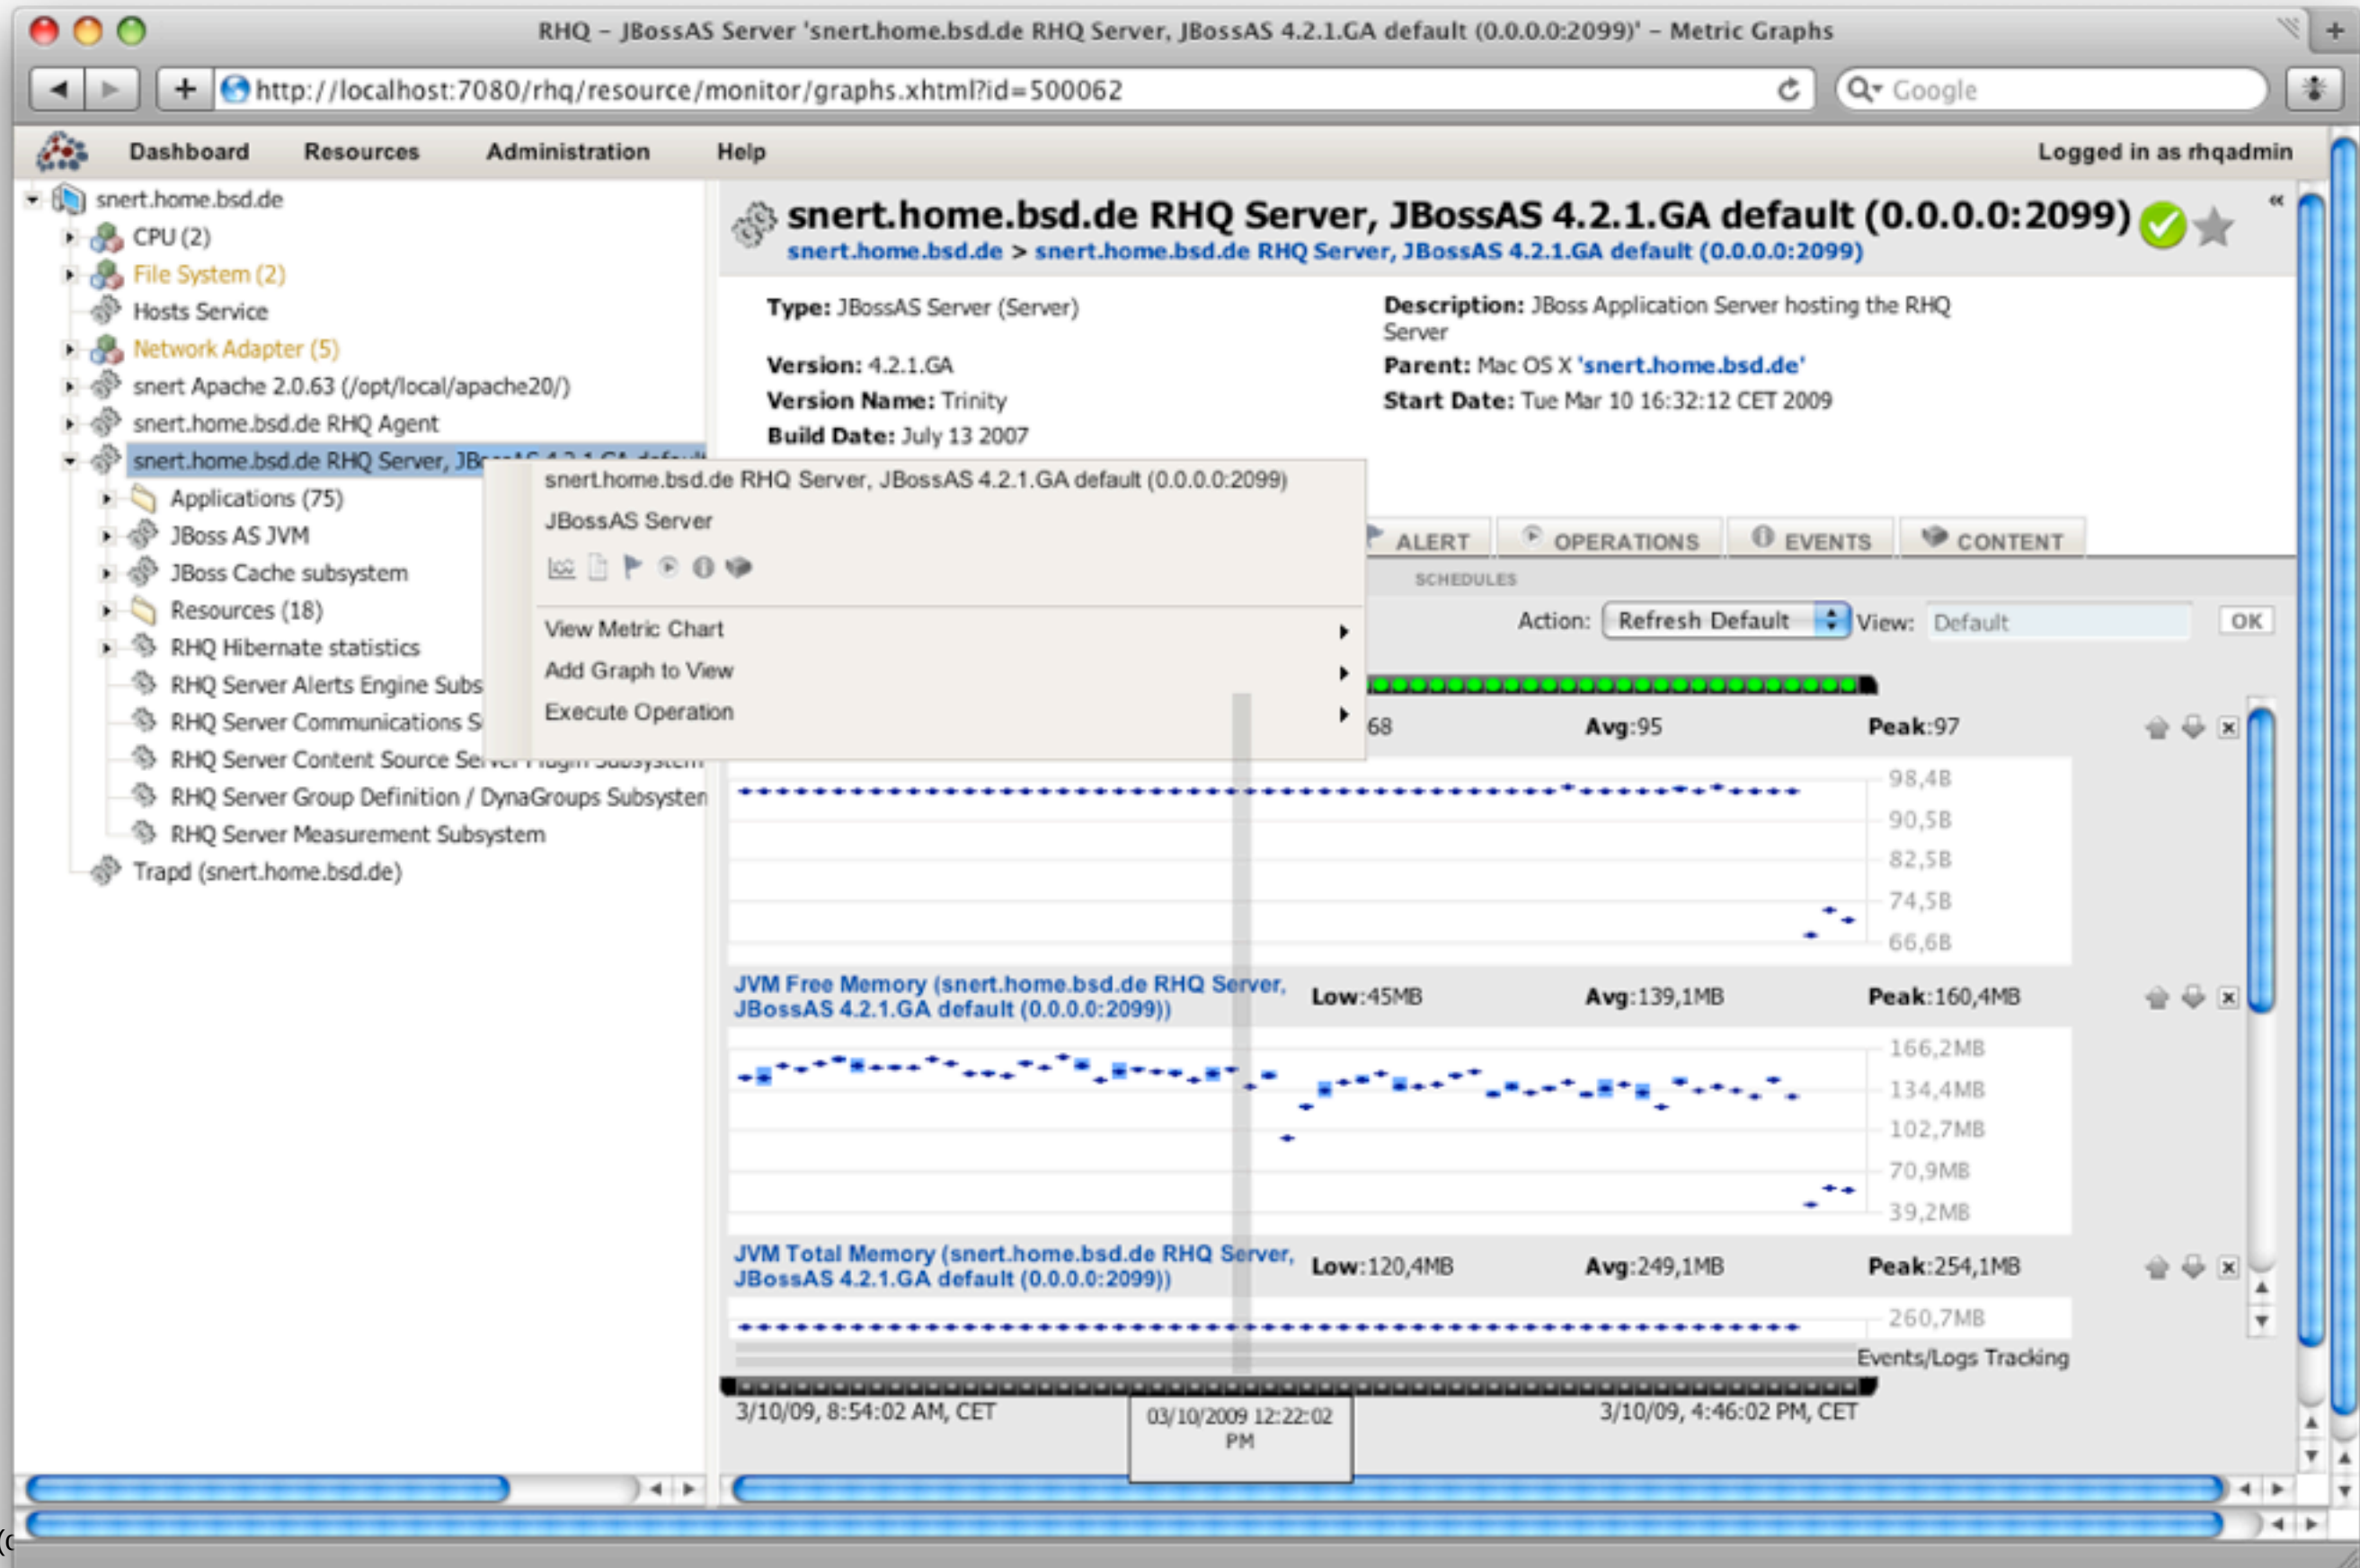 RHQ – JBossAS Server 'snert.home.bsd.de RHQ Server, JBossAS 4.2.1.GA default (0.0.0.0:2099)' – Metric Graphs
http://localhost:7080/rhq/resource/monitor/graphs.xhtml?id=500062
Google
Dashboard Resources Administration Help
Logged in as rhqadmin
snert.home.bsd.de
CPU (2)
File System (2)
Hosts Service
Network Adapter (5)
snert Apache 2.0.63 (/opt/local/apache20/)
snert.home.bsd.de RHQ Agent
snert.home.bsd.de RHQ Server,
Applications (75)
JBoss AS JVM
JBoss Cache subsystem
Resources (18)
RHQ Hibernate statistics
RHQ Server Alerts Engine Subs
RHQ Server Communications S
RHQ Server Content Source
RHQ Server Group Definition / DynaGroups Subsyster
RHQ Server Measurement Subsystem
Trapd (snert.home.bsd.de)
snert.home.bsd.de RHQ Server, JBossAS 4.2.1.GA default (0.0.0.0:2099)
«
snert.home.bsd.de > snert.home.bsd.de RHQ Server, JBossAS 4.2.1.GA default (0.0.0.0:2099)
Type: JBossAS Server (Server)
Version: 4.2.1.GA
Version Name: Trinity
Build Date: July 13 2007
Description: JBoss Application Server hosting the RHQ
Server
Parent: Mac OS X 'snert.home.bsd.de'
Start Date: Tue Mar 10 16:32:12 CET 2009
snert.home.bsd.de RHQ Server, JBossAS 4.2.1.GA default (0.0.0.0:2099)
JBossAS Server
View Metric Chart
Add Graph to View
Execute Operation
ALERT OPERATIONS EVENTS CONTENT
SCHEDULES
Action: Refresh Default View: Default OK
68 Avg:95 Peak:97
98,4B
90,5B
82,5B
74,5B
66,6B
JVM Free Memory (snert.home.bsd.de RHQ Server,
JBossAS 4.2.1.GA default (0.0.0.0:2099))
Low:45MB Avg:139,1MB Peak:160,4MB
166,2MB
134,4MB
102,7MB
70,9MB
39,2MB
JVM Total Memory (snert.home.bsd.de RHQ Server,
JBossAS 4.2.1.GA default (0.0.0.0:2099))
Low:120,4MB Avg:249,1MB Peak:254,1MB
260,7MB
Events/Logs Tracking
3/10/09, 8:54:02 AM, CET
03/10/2009 12:22:02
PM
3/10/09, 4:46:02 PM, CET